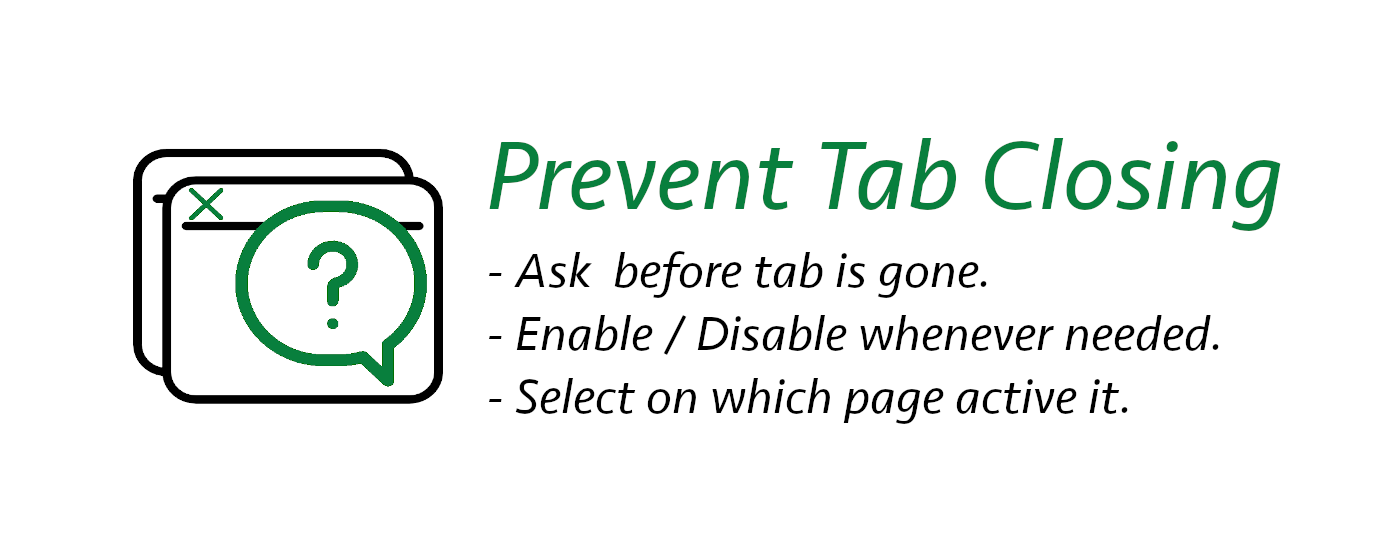 Prevent Tab Closing
- Ask  before tab is gone.
- Enable / Disable whenever needed.
- Select on which page active it.